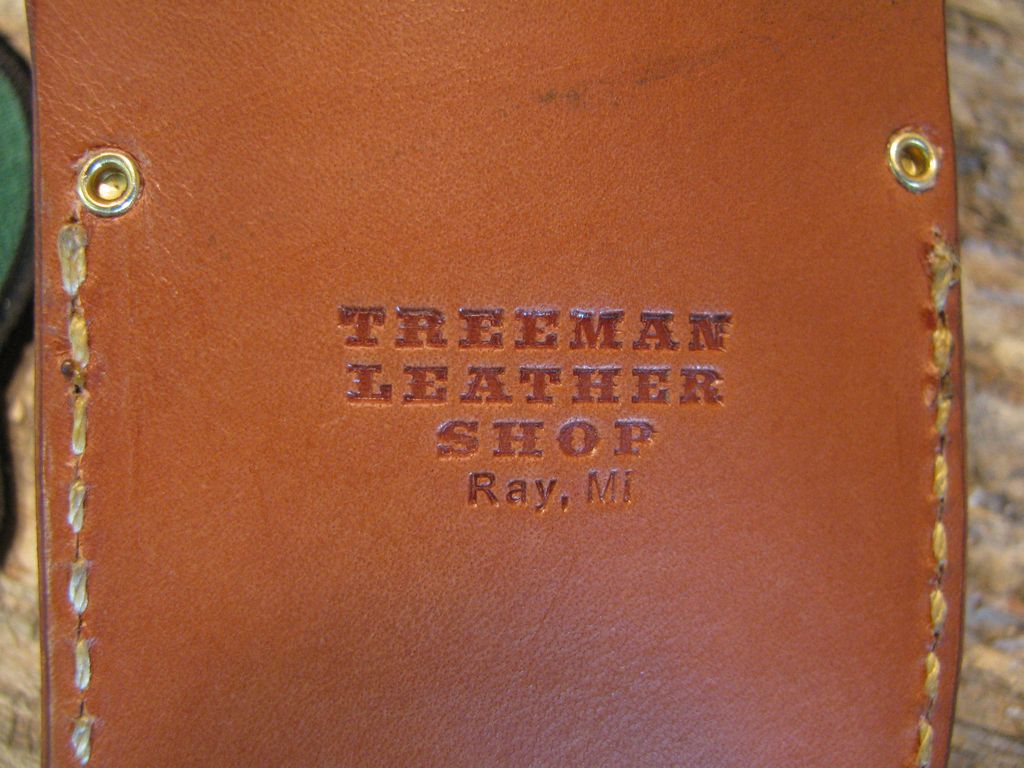 TREEMAN
LEATHER
SHOP
Ray, Mi